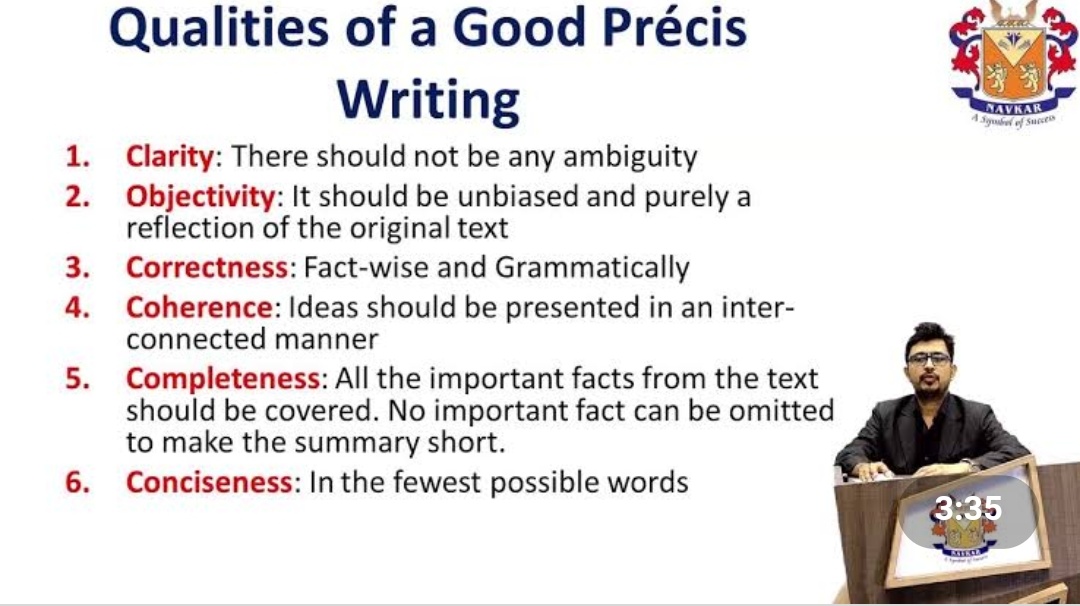 Qualities of a Good Précis
Writing
NAVKAR
A Symbol of Success
1. Clarity: There should not be any ambiguity
2. Objectivity: It should be unbiased and purely a
reflection of the original text
3. Correctness: Fact-wise and Grammatically
4. Coherence: Ideas should be presented in an inter-
connected manner
5. Completeness: All the important facts from the text
should be covered. No important fact can be omitted
to make the summary short.
6. Conciseness: In the fewest possible words
3:35
NAVKAR